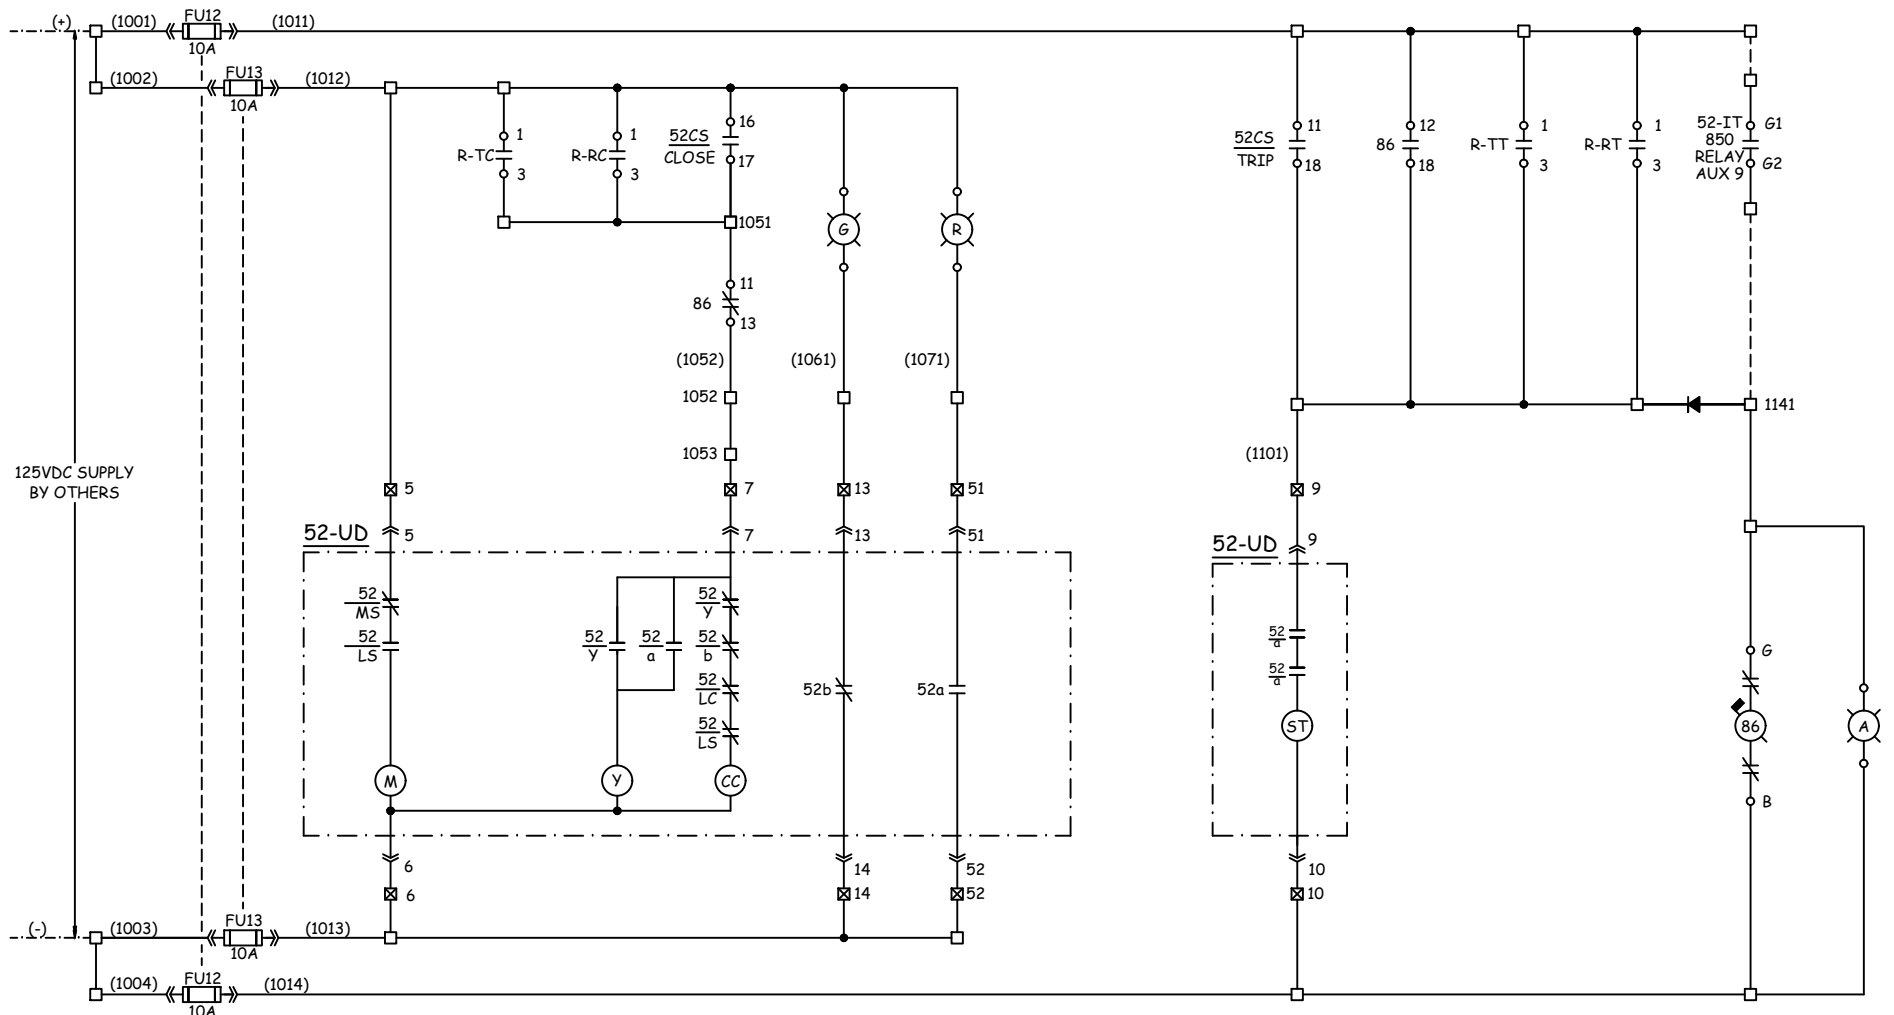 (+)
(1001)
FU12
10A
(1011)
(1002)
FU13
10A
(1012)
125VDC SUPPLY
BY OTHERS
R-TC
1
3
R-RC
1
3
52CS
CLOSE
16
17
1051
86
11
13
(1052)
1052
1053
G
(1061)
R
(1071)
52CS
TRIP
11
18
86
12
18
R-TT
1
3
R-RT
1
3
52-IT
850
RELAY
AUX 9
G1
G2
1141
(1101)
5
7
13
51
9
5
7
13
51
9
52-UD
52
MS
52
LS
52
Y
52
a
52
Y
52
b
52
LC
52
LS
52b
52a
M
Y
CC
52-UD
52
a
52
a
ST
G
86
B
A
6
14
52
10
6
14
52
10
(-)
(1003)
FU13
10A
(1013)
(1004)
FU12
10A
(1014)